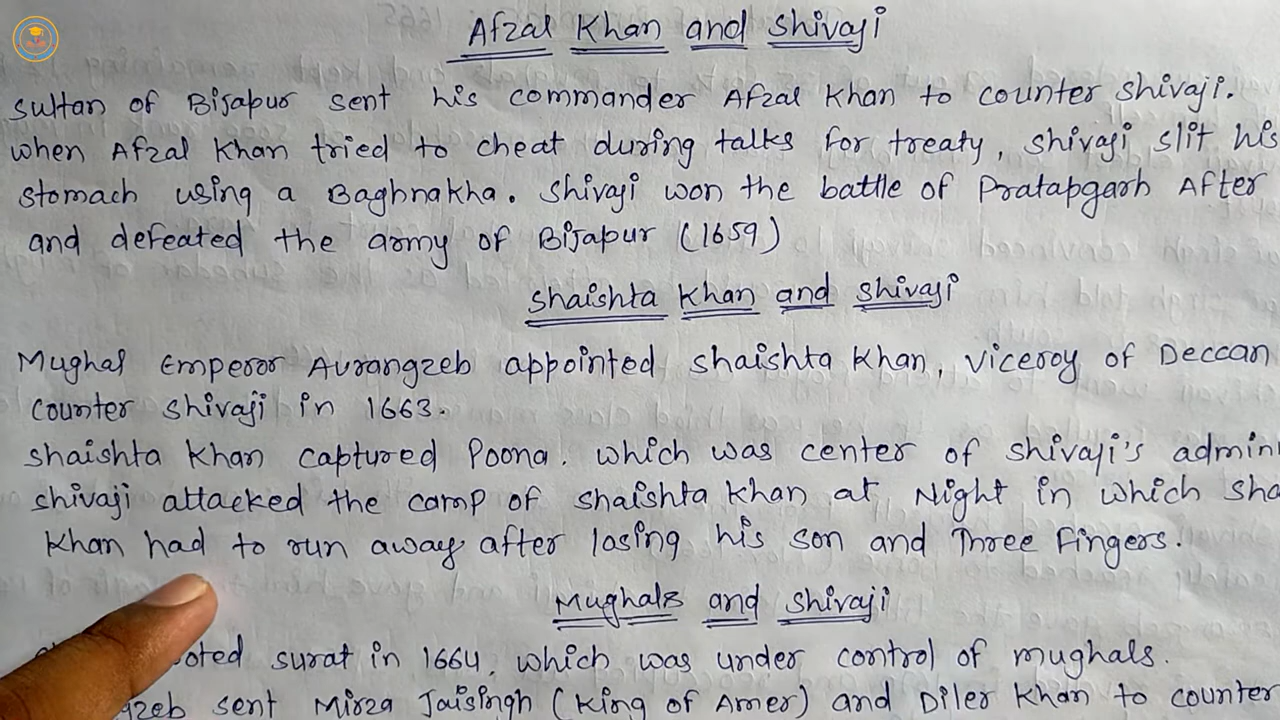 Afzal Khan and Shivaji
Sultan of Bijapur sent his commander Afzal Khan to counter Shivaji.
when Afzal Khan tried to cheat during talks for treaty, Shivaji slit his
stomach using a Baghnakha. Shivaji won the battle of Pratapgarh After
and defeated the army of Bijapur (1659)
Shaishta Khan and Shivaji
Mughal Emperor Aurangzeb appointed Shaishta Khan, viceroy of Deccan
counter Shivaji in 1663.
Shaishta Khan captured Poona. which was center of Shivaji's admini
Shivaji attacked the camp of Shaishta Khan at Night in which Sha
Khan had to run away after losing his son and Three Fingers.
Mughals and Shivaji
oted Surat in 1664, which was under control of mughals.
gzeb sent Mirza Jaisingh (King of Amer) and Diler Khan to counter